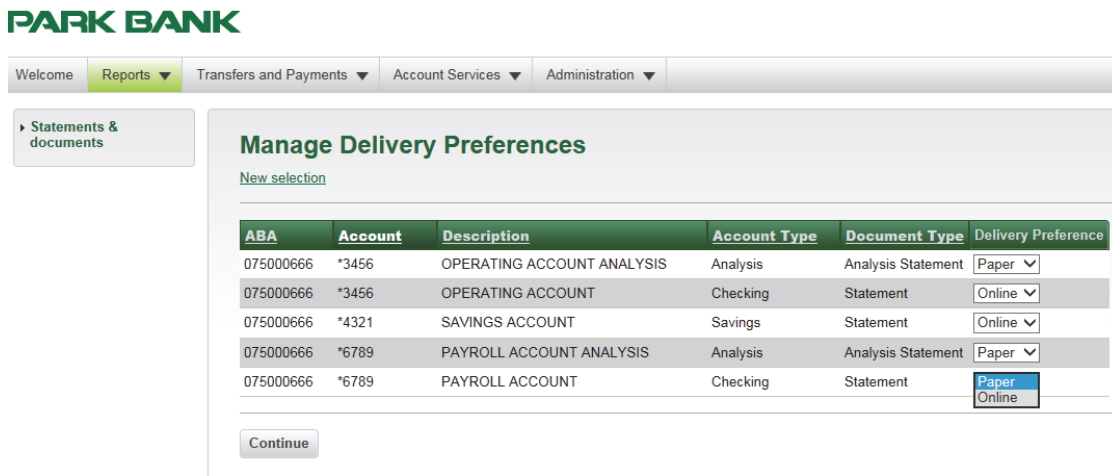 PARK BANK
Welcome Reports Transfers and Payments Account Services Administration
Statements & documents
Manage Delivery Preferences
New selection
ABA Account Description Account Type Document Type Delivery Preference
075000666 *3456 OPERATING ACCOUNT ANALYSIS Analysis Analysis Statement Paper
075000666 *3456 OPERATING ACCOUNT Checking Statement Online
075000666 *4321 SAVINGS ACCOUNT Savings Statement Online
075000666 *6789 PAYROLL ACCOUNT ANALYSIS Analysis Analysis Statement Paper
075000666 *6789 PAYROLL ACCOUNT Checking Statement Paper
Online
Continue